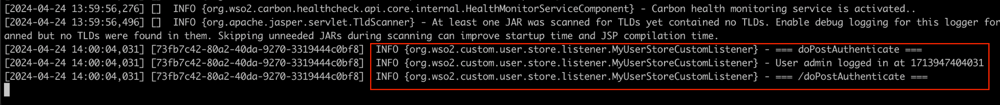 [2024-04-24 13:59:56,276] []  INFO {org.wso2.carbon.healthcheck.api.core.internal.HealthMonitorServiceComponent} - Carbon health monitoring service is activated..
[2024-04-24 13:59:56,496] []  INFO {org.apache.jasper.servlet.TldScanner} - At least one JAR was scanned for TLDs yet contained no TLDs. Enable debug logging for this logger for
anned but no TLDs were found in them. Skipping unneeded JARs during scanning can improve startup time and JSP compilation time.
[2024-04-24 14:00:04,031] [73fb7c42-80a2-40da-9270-3319444c0bf8]  INFO {org.wso2.custom.user.store.listener.MyUserStoreCustomListener} - === doPostAuthenticate ===
[2024-04-24 14:00:04,031] [73fb7c42-80a2-40da-9270-3319444c0bf8]  INFO {org.wso2.custom.user.store.listener.MyUserStoreCustomListener} - User admin logged in at 1713947404031
[2024-04-24 14:00:04,031] [73fb7c42-80a2-40da-9270-3319444c0bf8]  INFO {org.wso2.custom.user.store.listener.MyUserStoreCustomListener} - === /doPostAuthenticate ===